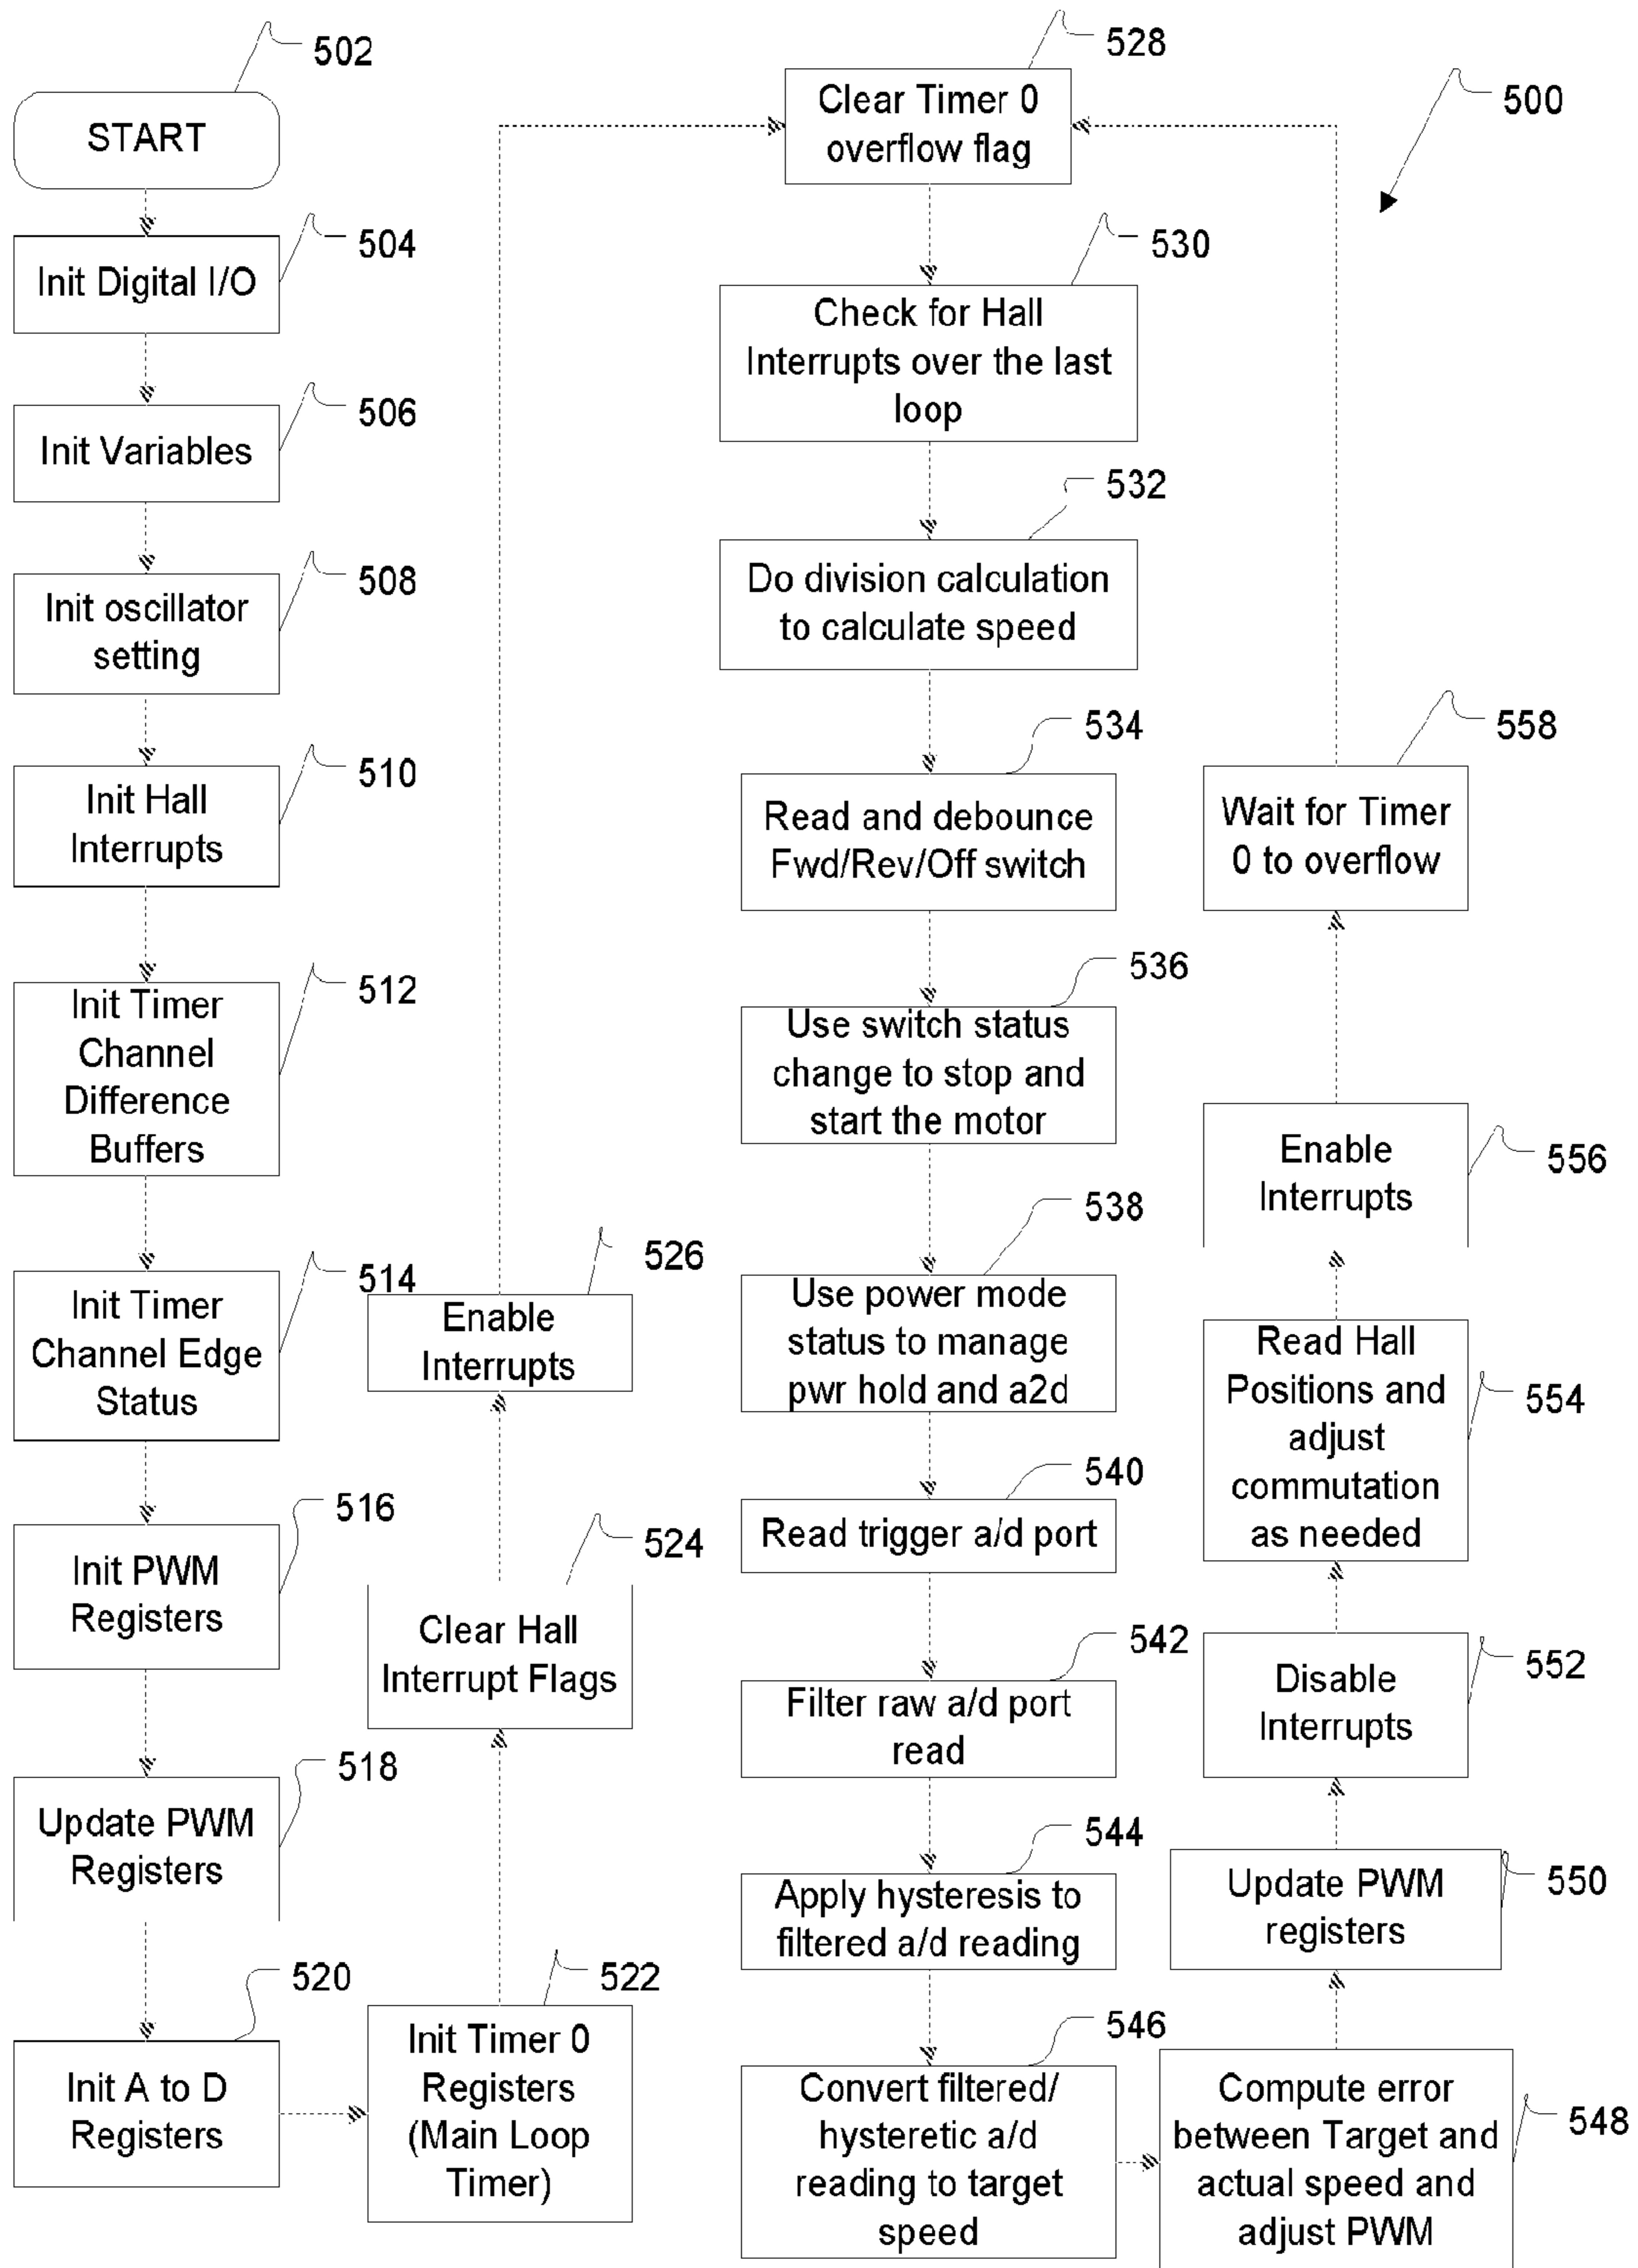 502
START
504
Init Digital I/O
506
Init Variables
508
Init oscillator
setting
510
Init Hall
Interrupts
512
Init Timer
Channel
Difference
Buffers
514
Init Timer
Channel Edge
Status
516
Init PWM
Registers
518
Update PWM
Registers
520
Init A to D
Registers
522
Init Timer 0
Registers
(Main Loop
Timer)
524
Clear Hall
Interrupt Flags
526
Enable
Interrupts
528
Clear Timer 0
overflow flag
500
530
Check for Hall
Interrupts over the last
loop
532
Do division calculation
to calculate speed
534
Read and debounce
Fwd/Rev/Off switch
536
Use switch status
change to stop and
start the motor
538
Use power mode
status to manage
pwr hold and a2d
540
Read trigger a/d port
542
Filter raw a/d port
read
544
Apply hysteresis to
filtered a/d reading
546
Convert filtered/
hysteretic a/d
reading to target
speed
548
Compute error
between Target and
actual speed and
adjust PWM
550
Update PWM
registers
552
Disable
Interrupts
554
Read Hall
Positions and
adjust
commutation
as needed
556
Enable
Interrupts
558
Wait for Timer
0 to overflow